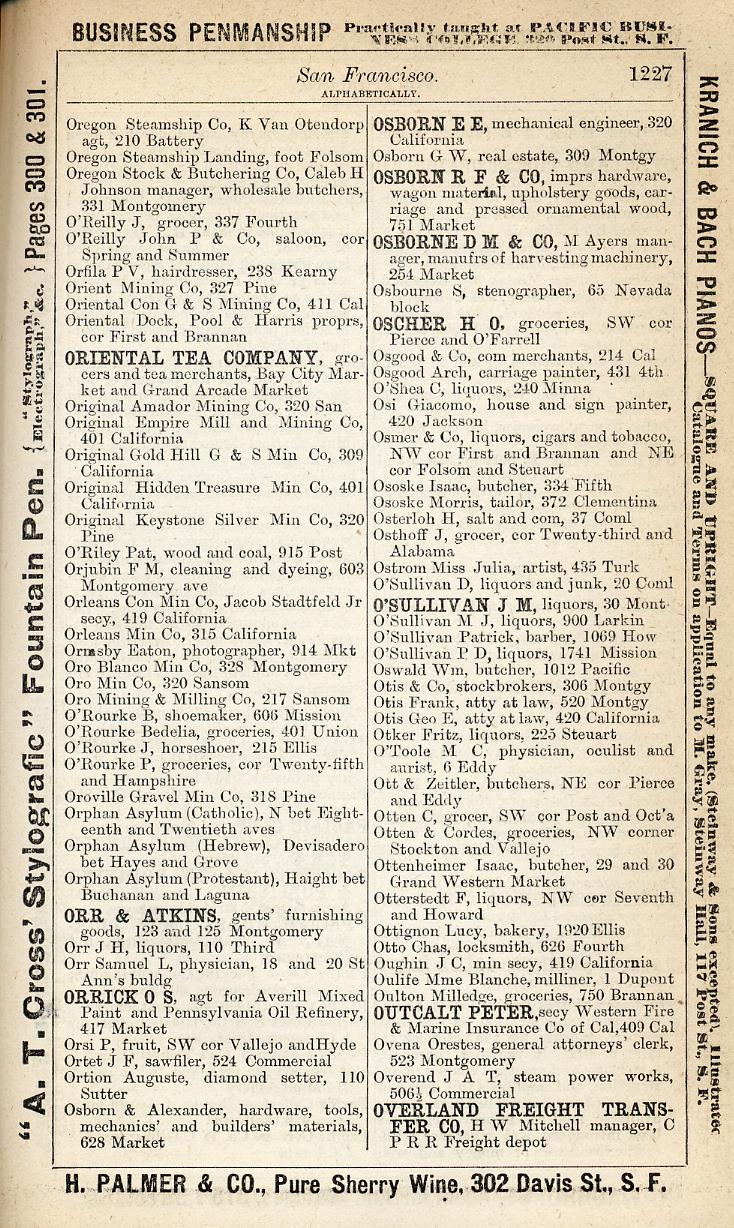 BUSINESS PENMANSHIP Practically taught at PACIFIC BUSI-
NESS COLLEGE 320 Post St., S. F.
San Francisco. 1227
ALPHABETICALLY.
Oregon Steamship Co, K Van Otendorp
agt, 210 Battery
Oregon Steamship Landing, foot Folsom
Oregon Stock & Butchering Co, Caleb H
Johnson manager, wholesale butchers,
331 Montgomery
O'Reilly J, grocer, 337 Fourth
O'Reilly John P & Co, saloon, cor
Spring and Summer
Orfila P V, hairdresser, 238 Kearny
Orient Mining Co, 327 Pine
Oriental Con G & S Mining Co, 411 Cal
Oriental Dock, Pool & Harris proprs,
cor First and Brannan
ORIENTAL TEA COMPANY, gro-
cers and tea merchants, Bay City Mar-
ket and Grand Arcade Market
Original Amador Mining Co, 320 San
Original Empire Mill and Mining Co,
401 California
Original Gold Hill G & S Min Co, 309
California
Original Hidden Treasure Min Co, 401
California
Original Keystone Silver Min Co, 320
Pine
O'Riley Pat, wood and coal, 915 Post
Orjubin F M, cleaning and dyeing, 603
Montgomery ave
Orleans Con Min Co, Jacob Stadtfeld Jr
secy, 419 California
Orleans Min Co, 315 California
Ormsby Eaton, photographer, 914 Mkt
Oro Blanco Min Co, 328 Montgomery
Oro Min Co, 320 Sansom
Oro Mining & Milling Co, 217 Sansom
O'Rourke B, shoemaker, 606 Mission
O'Rourke Bedelia, groceries, 401 Union
O'Rourke J, horseshoer, 215 Ellis
O'Rourke P, groceries, cor Twenty-fifth
and Hampshire
Oroville Gravel Min Co, 318 Pine
Orphan Asylum (Catholic), N bet Eight-
eenth and Twentieth aves
Orphan Asylum (Hebrew), Devisadero
bet Hayes and Grove
Orphan Asylum (Protestant), Haight bet
Buchanan and Laguna
ORR & ATKINS, gents' furnishing
goods, 123 and 125 Montgomery
Orr J H, liquors, 110 Third
Orr Samuel L, physician, 18 and 20 St
Ann's buldg
ORRICK O S, agt for Averill Mixed
Paint and Pennsylvania Oil Refinery,
417 Market
Orsi P, fruit, SW cor Vallejo andHyde
Ortet J F, sawfiler, 524 Commercial
Ortion Auguste, diamond setter, 110
Sutter
Osborn & Alexander, hardware, tools,
mechanics' and builders' materials,
628 Market
OSBORN E E, mechanical engineer, 320
California
Osborn G W, real estate, 309 Montgy
OSBORN R F & CO, imprs hardware,
wagon material, upholstery goods, car-
riage and pressed ornamental wood,
751 Market
OSBORNE D M & CO, M Ayers man-
ager, manufrs of harvesting machinery,
254 Market
Osbourne S, stenographer, 65 Nevada
block
OSCHER H O, groceries, SW cor
Pierce and O'Farrell
Osgood & Co, com merchants, 214 Cal
Osgood Arch, carriage painter, 431 4th
O'Shea C, liquors, 240 Minna
Osi Giacomo, house and sign painter,
420 Jackson
Osmer & Co, liquors, cigars and tobacco,
NW cor First and Brannan and NE
cor Folsom and Steuart
Ososke Isaac, butcher, 334 Fifth
Ososke Morris, tailor, 372 Clementina
Osterloh H, salt and com, 37 Coml
Osthoff J, grocer, cor Twenty-third and
Alabama
Ostrom Miss Julia, artist, 435 Turk
O'Sullivan D, liquors and junk, 20 Coml
O'SULLIVAN J M, liquors, 30 Mont
O'Sullivan M J, liquors, 900 Larkin
O'Sullivan Patrick, barber, 1069 How
O'Sullivan P D, liquors, 1741 Mission
Oswald Wm, butcher, 1012 Pacific
Otis & Co, stockbrokers, 306 Montgy
Otis Frank, atty at law, 520 Montgy
Otis Geo E, atty at law, 420 California
Otker Fritz, liquors, 225 Steuart
O'Toole M C, physician, oculist and
aurist, 6 Eddy
Ott & Zeitler, butchers, NE cor Pierce
and Eddy
Otten C, grocer, SW cor Post and Oct'a
Otten & Cordes, groceries, NW corner
Stockton and Vallejo
Ottenheimer Isaac, butcher, 29 and 30
Grand Western Market
Otterstedt F, liquors, NW cor Seventh
and Howard
Ottignon Lucy, bakery, 1920 Ellis
Otto Chas, locksmith, 626 Fourth
Oughin J C, min secy, 419 California
Oulife Mme Blanche, milliner, 1 Dupont
Oulton Milledge, groceries, 750 Brannan
OUTCALT PETER, secy Western Fire
& Marine Insurance Co of Cal, 409 Cal
Ovena Orestes, general attorneys' clerk,
523 Montgomery
Overend J A T, steam power works,
506½ Commercial
OVERLAND FREIGHT TRANS-
FER CO, H W Mitchell manager, C
P R R Freight depot
"A. T. Cross' Stylografic" Fountain Pen. { "Stylograph," Electrograph," &c. } Pages 300 & 301.
KRANICH & BACH PIANOS—SQUARE AND UPRIGHT—Equal to any make, (Steinway & Sons excepted). Illustrated
Catalogue and Terms on application to M. Gray, Steinway Hall, 117 Post St., S. F.
H. PALMER & CO., Pure Sherry Wine, 302 Davis St., S. F.